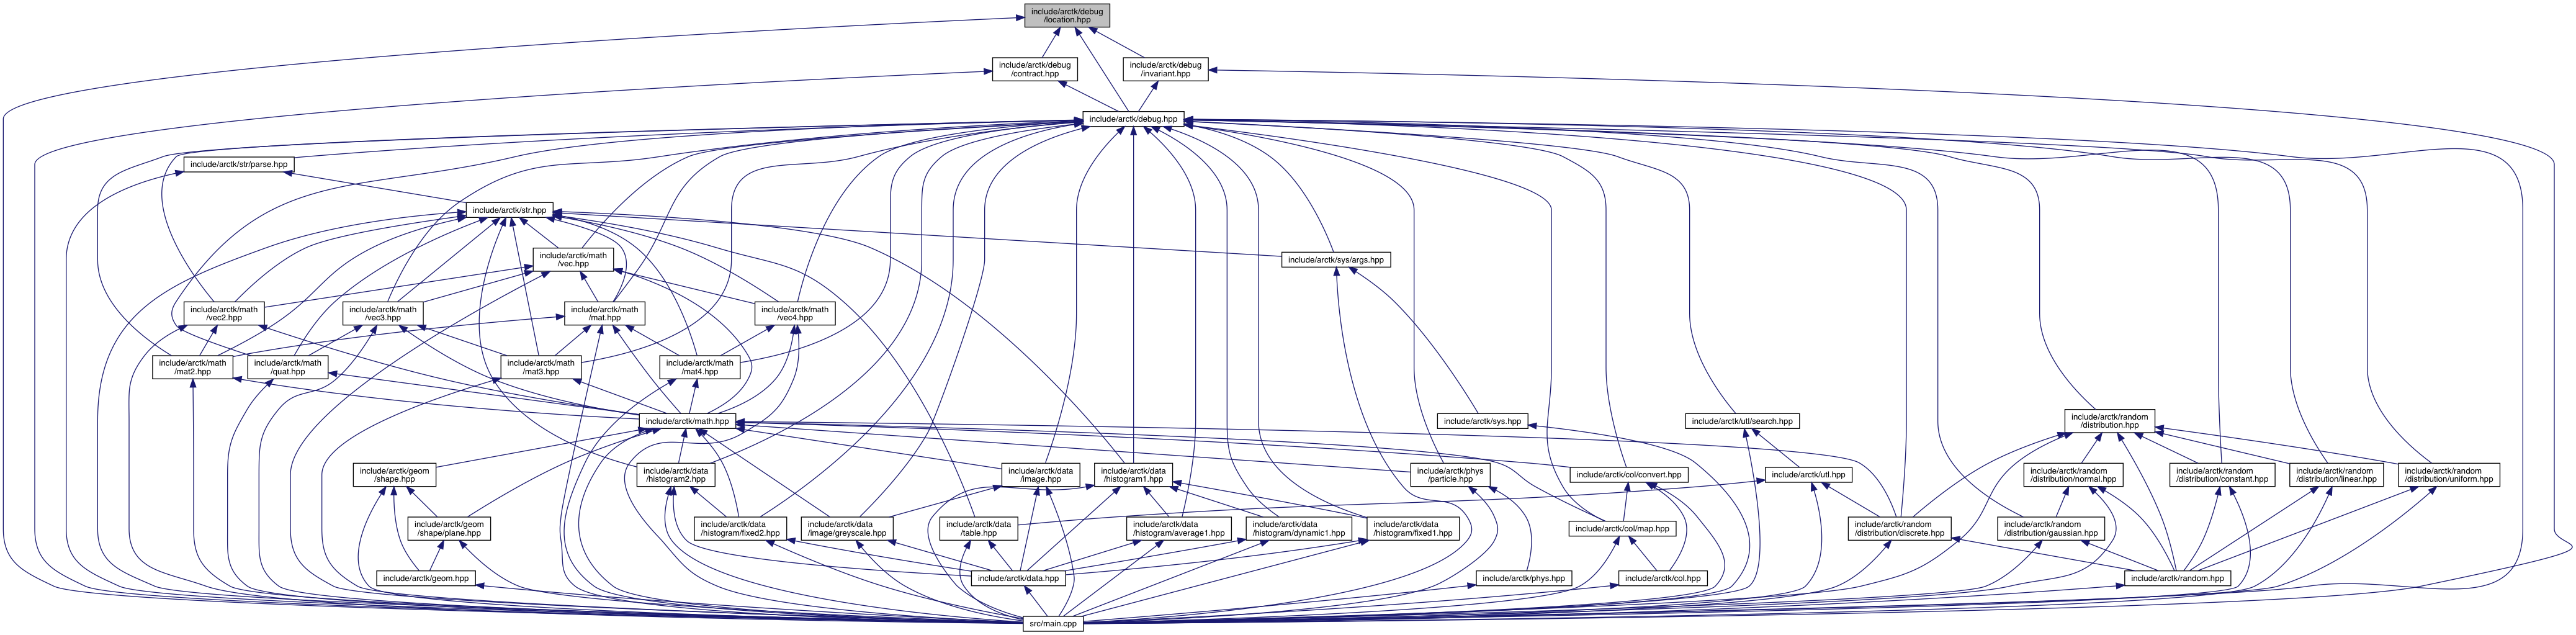 include/arctk/debug
/location.hpp
include/arctk/debug
/contract.hpp
include/arctk/debug
/invariant.hpp
include/arctk/debug.hpp
include/arctk/str/parse.hpp
include/arctk/str.hpp
include/arctk/math
/vec.hpp
include/arctk/sys/args.hpp
include/arctk/math
/vec2.hpp
include/arctk/math
/vec3.hpp
include/arctk/math
/mat.hpp
include/arctk/math
/vec4.hpp
include/arctk/math
/mat2.hpp
include/arctk/math
/quat.hpp
include/arctk/math
/mat3.hpp
include/arctk/math
/mat4.hpp
include/arctk/math.hpp
include/arctk/sys.hpp
include/arctk/utl/search.hpp
include/arctk/random
/distribution.hpp
include/arctk/geom
/shape.hpp
include/arctk/data
/histogram2.hpp
include/arctk/data
/image.hpp
include/arctk/data
/histogram1.hpp
include/arctk/phys
/particle.hpp
include/arctk/col/convert.hpp
include/arctk/utl.hpp
include/arctk/random
/distribution/normal.hpp
include/arctk/random
/distribution/constant.hpp
include/arctk/random
/distribution/linear.hpp
include/arctk/random
/distribution/uniform.hpp
include/arctk/geom
/shape/plane.hpp
include/arctk/data
/histogram/fixed2.hpp
include/arctk/data
/image/greyscale.hpp
include/arctk/data
/table.hpp
include/arctk/data
/histogram/average1.hpp
include/arctk/data
/histogram/dynamic1.hpp
include/arctk/data
/histogram/fixed1.hpp
include/arctk/col/map.hpp
include/arctk/random
/distribution/discrete.hpp
include/arctk/random
/distribution/gaussian.hpp
include/arctk/geom.hpp
include/arctk/data.hpp
include/arctk/phys.hpp
include/arctk/col.hpp
include/arctk/random.hpp
src/main.cpp